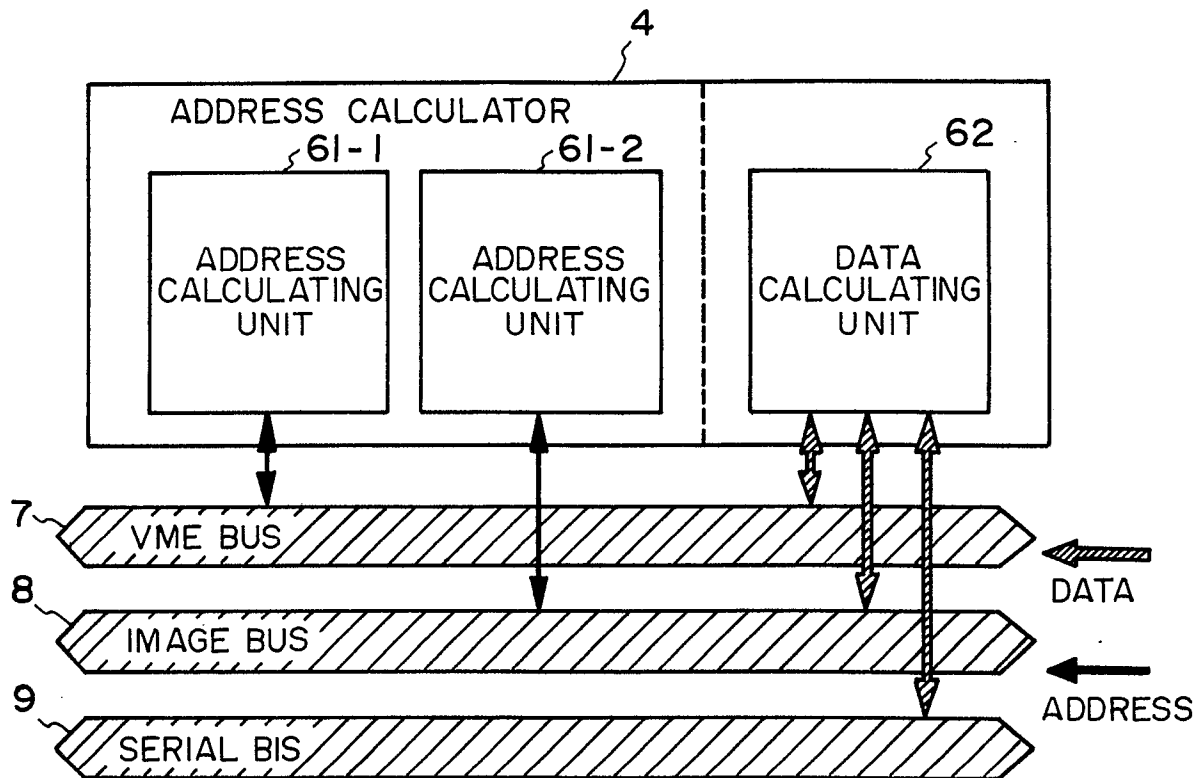 4
ADDRESS CALCULATOR
61-1
61-2
62
ADDRESS
CALCULATING
UNIT
ADDRESS
CALCULATING
UNIT
DATA
CALCULATING
UNIT
7
VME BUS
DATA
8
IMAGE BUS
ADDRESS
9
SERIAL BIS